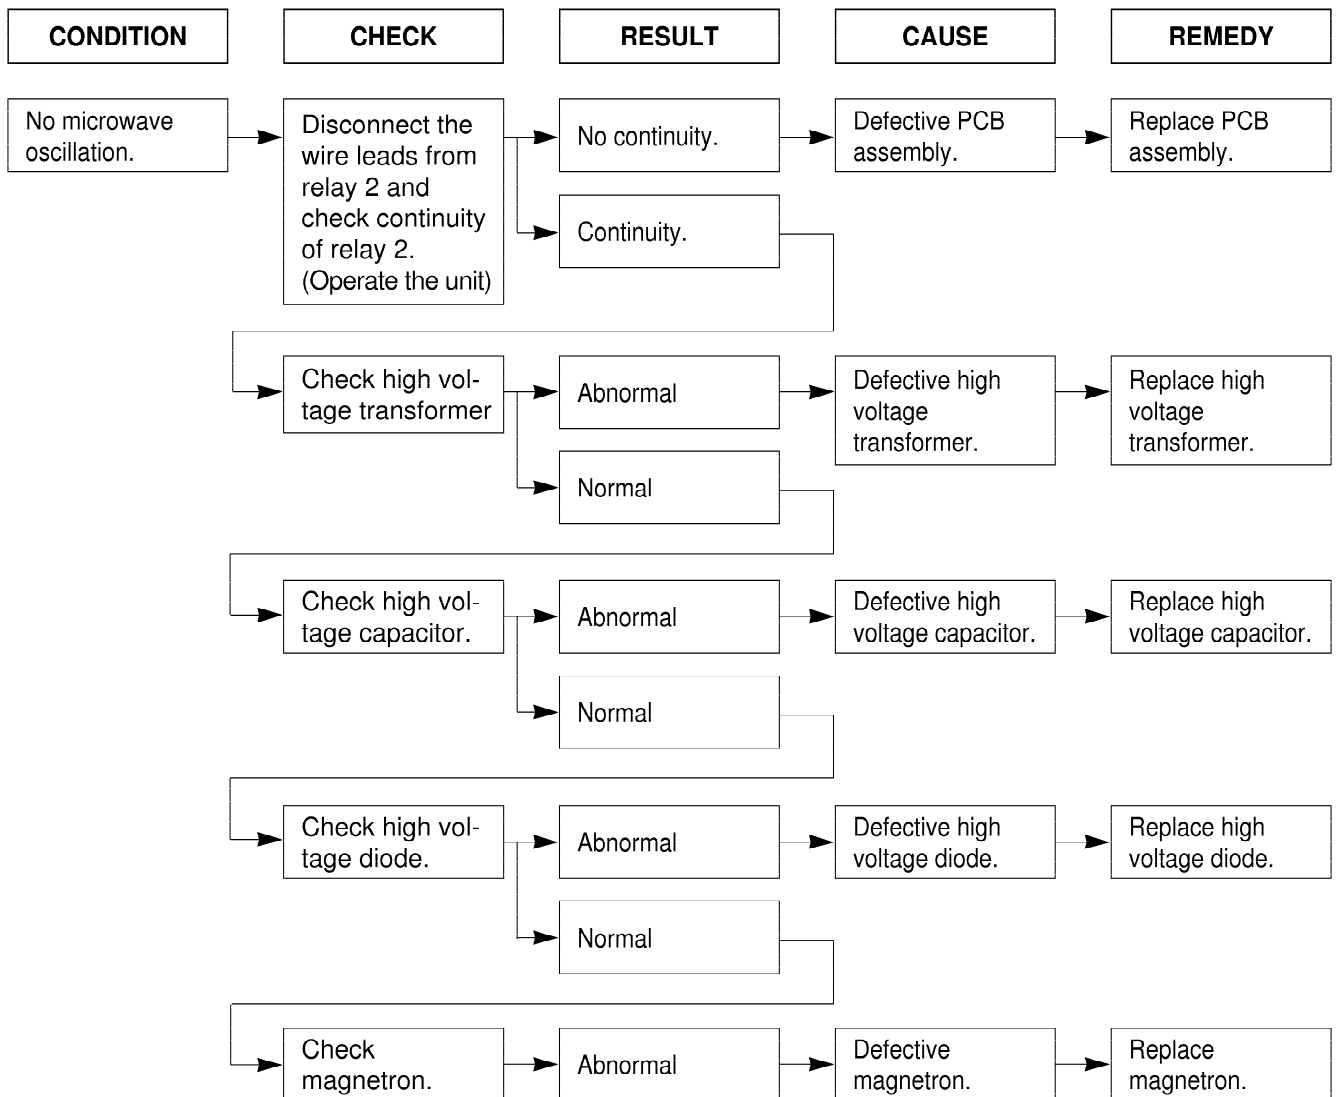 CONDITION
CHECK
RESULT
CAUSE
REMEDY
No microwave
oscillation.
Disconnect the
wire leads from
relay 2 and
check continuity
of relay 2.
(Operate the unit)
No continuity.
Defective PCB
assembly.
Replace PCB
assembly.
Continuity.
Check high vol-
tage transformer
Abnormal
Defective high
voltage
transformer.
Replace high
voltage
transformer.
Normal
Check high vol-
tage capacitor.
Abnormal
Defective high
voltage capacitor.
Replace high
voltage capacitor.
Normal
Check high vol-
tage diode.
Abnormal
Defective high
voltage diode.
Replace high
voltage diode.
Normal
Check
magnetron.
Abnormal
Defective
magnetron.
Replace
magnetron.